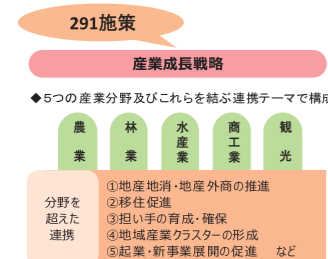 291施策
産業成長戦略
◆5つの産業分野及びこれらを結ぶ連携テーマで構成
農業
林業
水産業
商工業
観光
分野を
超えた
連携
①地産地消・地産外商の推進
②移住促進
③担い手の育成・確保
④地域産業クラスターの形成
⑤起業・新事業展開の促進　など